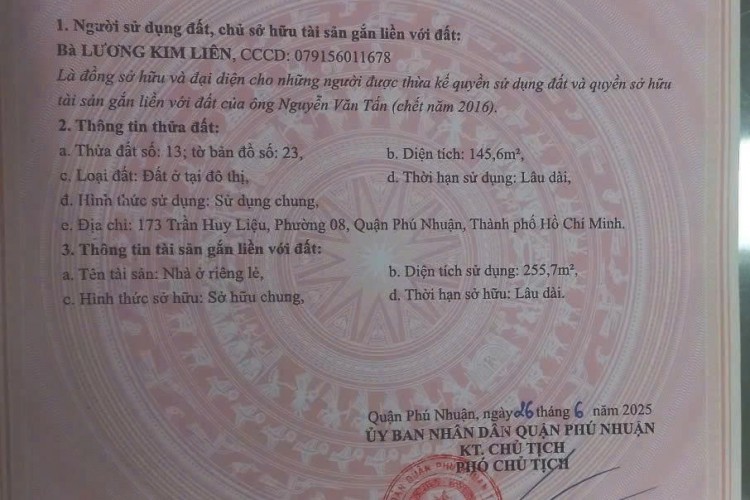 1. Người sử dụng đất, chủ sở hữu tài sản gắn liền với đất:
Bà LƯƠNG KIM LIÊN, CCCD: 079156011678
Là đồng sở hữu và đại diện cho những người được thừa kế quyền sử dụng đất và quyền sở hữu
tài sản gắn liền với đất của ông Nguyễn Văn Tấn (chết năm 2016).
2. Thông tin thửa đất:
a. Thửa đất số: 13; tờ bản đồ số: 23, b. Diện tích: 145,6m²,
c. Loại đất: Đất ở tại đô thị, d. Thời hạn sử dụng: Lâu dài,
đ. Hình thức sử dụng: Sử dụng chung,
e. Địa chỉ: 173 Trần Huy Liệu, Phường 08, Quận Phú Nhuận, Thành phố Hồ Chí Minh.
3. Thông tin tài sản gắn liền với đất:
a. Tên tài sản: Nhà ở riêng lẻ, b. Diện tích sử dụng: 255,7m²,
c. Hình thức sở hữu: Sở hữu chung, d. Thời hạn sở hữu: Lâu dài.
Quận Phú Nhuận, ngày 26 tháng 6 năm 2025
ỦY BAN NHÂN DÂN QUẬN PHÚ NHUẬN
KT. CHỦ TỊCH
PHÓ CHỦ TỊCH